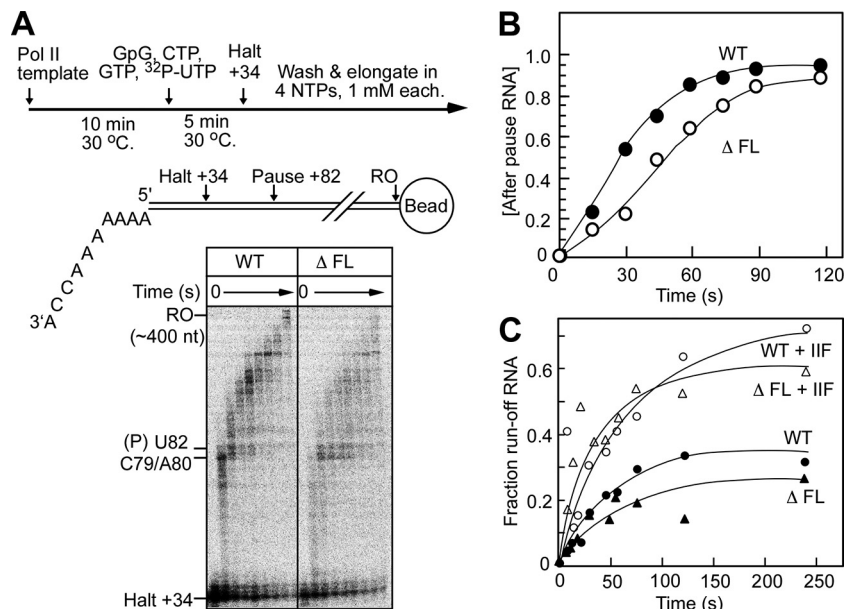 A
Pol II
template
GpG, CTP,
GTP, 32P-UTP
Halt
+34
Wash & elongate in
4 NTPs, 1 mM each.
10 min
30 ºC.
5 min
30 ºC.
5'
Halt +34
Pause +82
RO
Bead
AAAA
A
A
A
C
C
3'A
WT
Δ FL
Time (s)
0
0
RO
(~400 nt)
(P) U82
C79/A80
Halt +34
B
[After pause RNA]
1.0
0.8
0.6
0.4
0.2
0
WT
Δ FL
0
30
60
90
120
Time (s)
C
Fraction run-off RNA
0.6
0.4
0.2
0
WT + IIF
Δ FL + IIF
WT
Δ FL
0
50
100
150
200
250
Time (s)